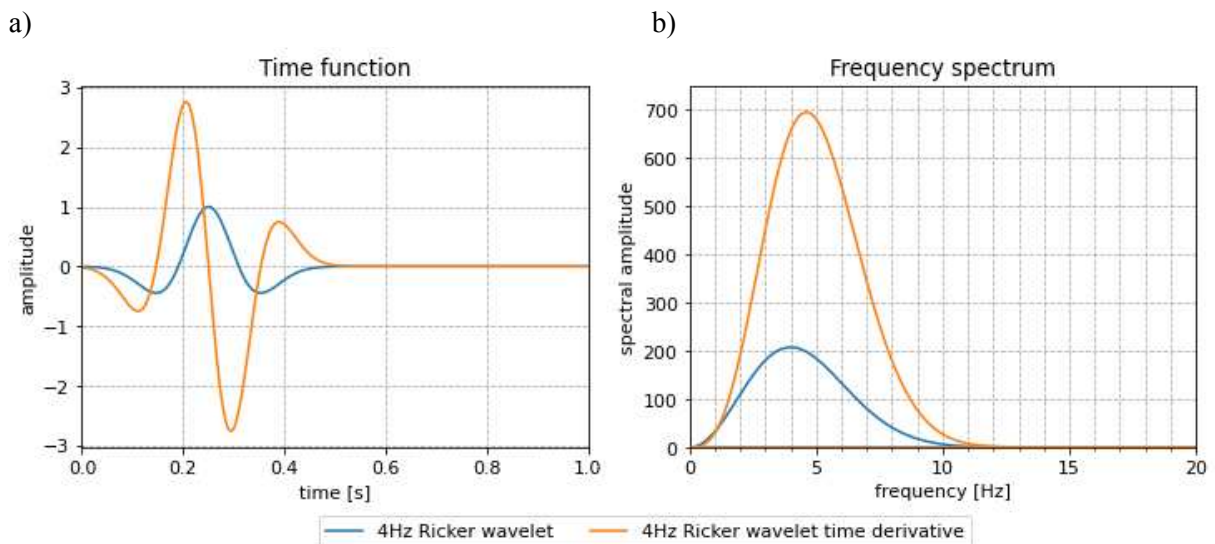 a)
b)
Time function
Frequency spectrum
amplitude
3
2
1
0
−1
−2
−3
0.0 0.2 0.4 0.6 0.8 1.0
time [s]
spectral amplitude
700
600
500
400
300
200
100
0
0 5 10 15 20
frequency [Hz]
4Hz Ricker wavelet
4Hz Ricker wavelet time derivative